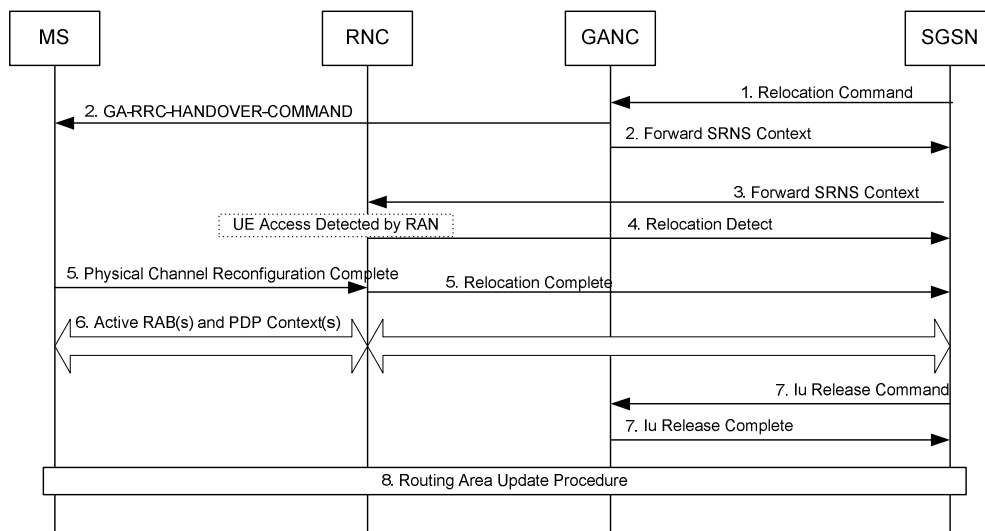 MS RNC GANC SGSN
1. Relocation Command
2. GA-RRC-HANDOVER-COMMAND
2. Forward SRNS Context
3. Forward SRNS Context
UE Access Detected by RAN
4. Relocation Detect
5. Physical Channel Reconfiguration Complete
5. Relocation Complete
6. Active RAB(s) and PDP Context(s)
7. Iu Release Command
7. Iu Release Complete
8. Routing Area Update Procedure